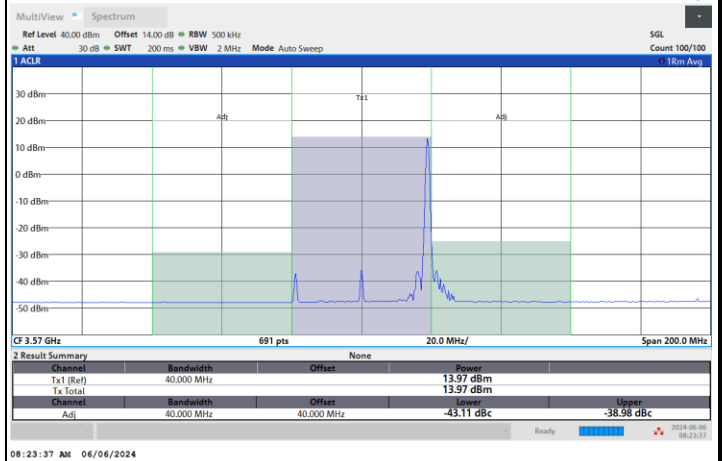 MultiView Spectrum
Ref Level 40.00 dBm Offset 14.00 dB RBW 500 kHz SGL
Att 30 dB SWT 200 ms VBW 2 MHz Mode Auto Sweep Count 100/100
1 ACLR 1Rm Avg
30 dBm
Tx1
20 dBm
Adj Adj
10 dBm
0 dBm
-10 dBm
-20 dBm
-30 dBm
-40 dBm
-50 dBm
CF 3.57 GHz 691 pts 20.0 MHz/ Span 200.0 MHz
2 Result Summary None
Channel Bandwidth Offset Power
Tx1 (Ref) 40.000 MHz 13.97 dBm
Tx Total 13.97 dBm
Channel Bandwidth Offset Lower Upper
Adj 40.000 MHz 40.000 MHz -43.11 dBc -38.98 dBc
Ready 2024-06-06
08:23:37
08:23:37 AM 06/06/2024